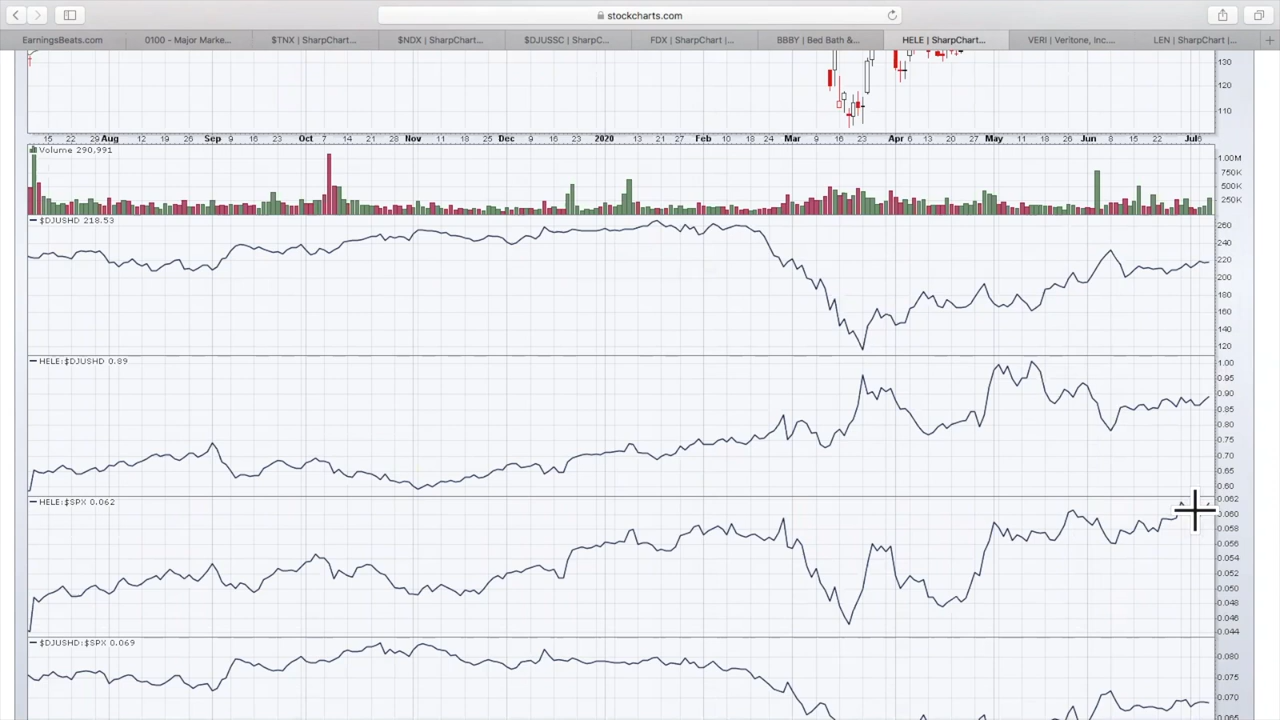 stockcharts.com
EarningsBeats.com
0100 - Major Marke...
$TNX | SharpChart...
$NDX | SharpChart...
$DJUSSC | SharpC...
FDX | SharpChart |...
BBBY | Bed Bath &...
HELE | SharpChart...
VERI | Veritone, Inc....
LEN | SharpChart |...
130
110
15 22 29 Aug 12 19 26 Sep 9 16 23 Oct 7 14 21 28 Nov 11 18 25 Dec 9 16 23 2020 13 21 27 Feb 10 18 24 Mar 9 16 23 Apr 6 13 20 27 May 11 18 26 Jun 8 15 22 Jul 6
Volume 290,991
1.00M
750K
500K
250K
$DJUSHD 218.53
260
240
220
200
180
160
140
120
HELE:$DJUSHD 0.89
1.00
0.95
0.90
0.85
0.80
0.75
0.70
0.65
0.60
HELE:$SPX 0.062
0.062
0.060
0.058
0.056
0.054
0.052
0.050
0.048
0.046
0.044
$DJUSHD:$SPX 0.069
0.080
0.075
0.070
0.065